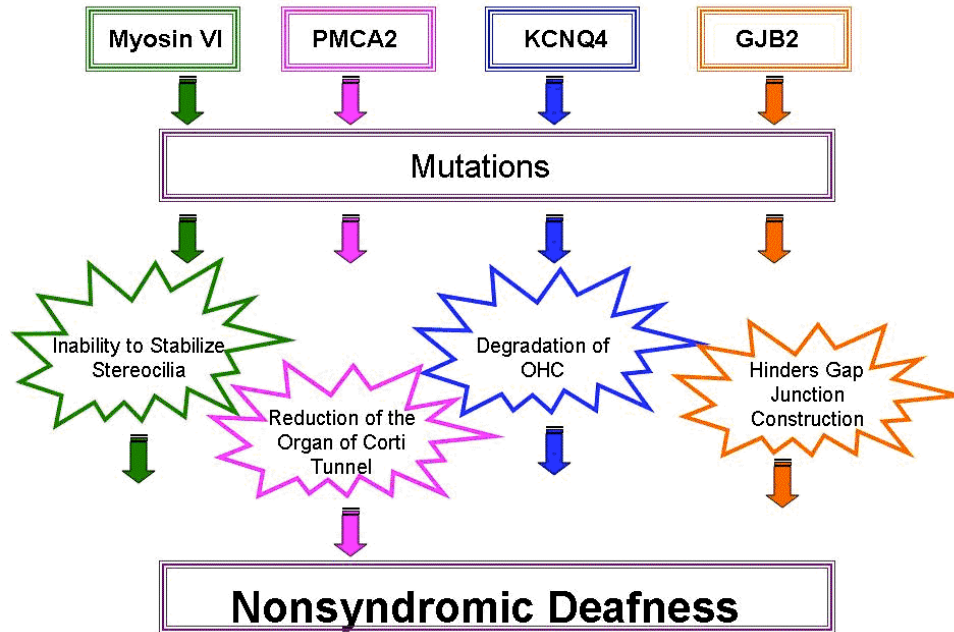 Myosin VI
PMCA2
KCNQ4
GJB2
Mutations
Inability to Stabilize
Stereocilia
Reduction of the
Organ of Corti
Tunnel
Degradation of
OHC
Hinders Gap
Junction
Construction
Nonsyndromic Deafness